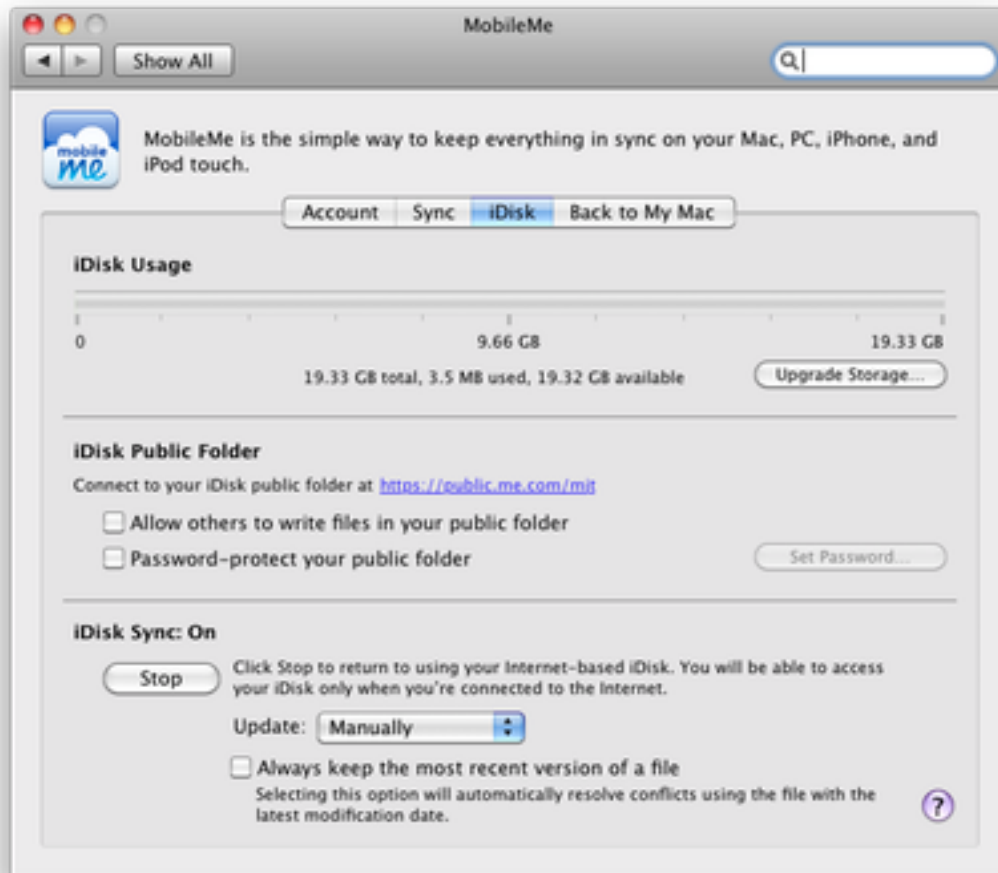 MobileMe
Show All
mobile
me
MobileMe is the simple way to keep everything in sync on your Mac, PC, iPhone, and
iPod touch.
Account Sync iDisk Back to My Mac
iDisk Usage
0 9.66 GB 19.33 GB
19.33 GB total, 3.5 MB used, 19.32 GB available Upgrade Storage...
iDisk Public Folder
Connect to your iDisk public folder at https://public.me.com/mit
Allow others to write files in your public folder
Password-protect your public folder Set Password...
iDisk Sync: On
Stop
Click Stop to return to using your Internet-based iDisk. You will be able to access
your iDisk only when you're connected to the Internet.
Update: Manually
Always keep the most recent version of a file
Selecting this option will automatically resolve conflicts using the file with the
latest modification date.
?